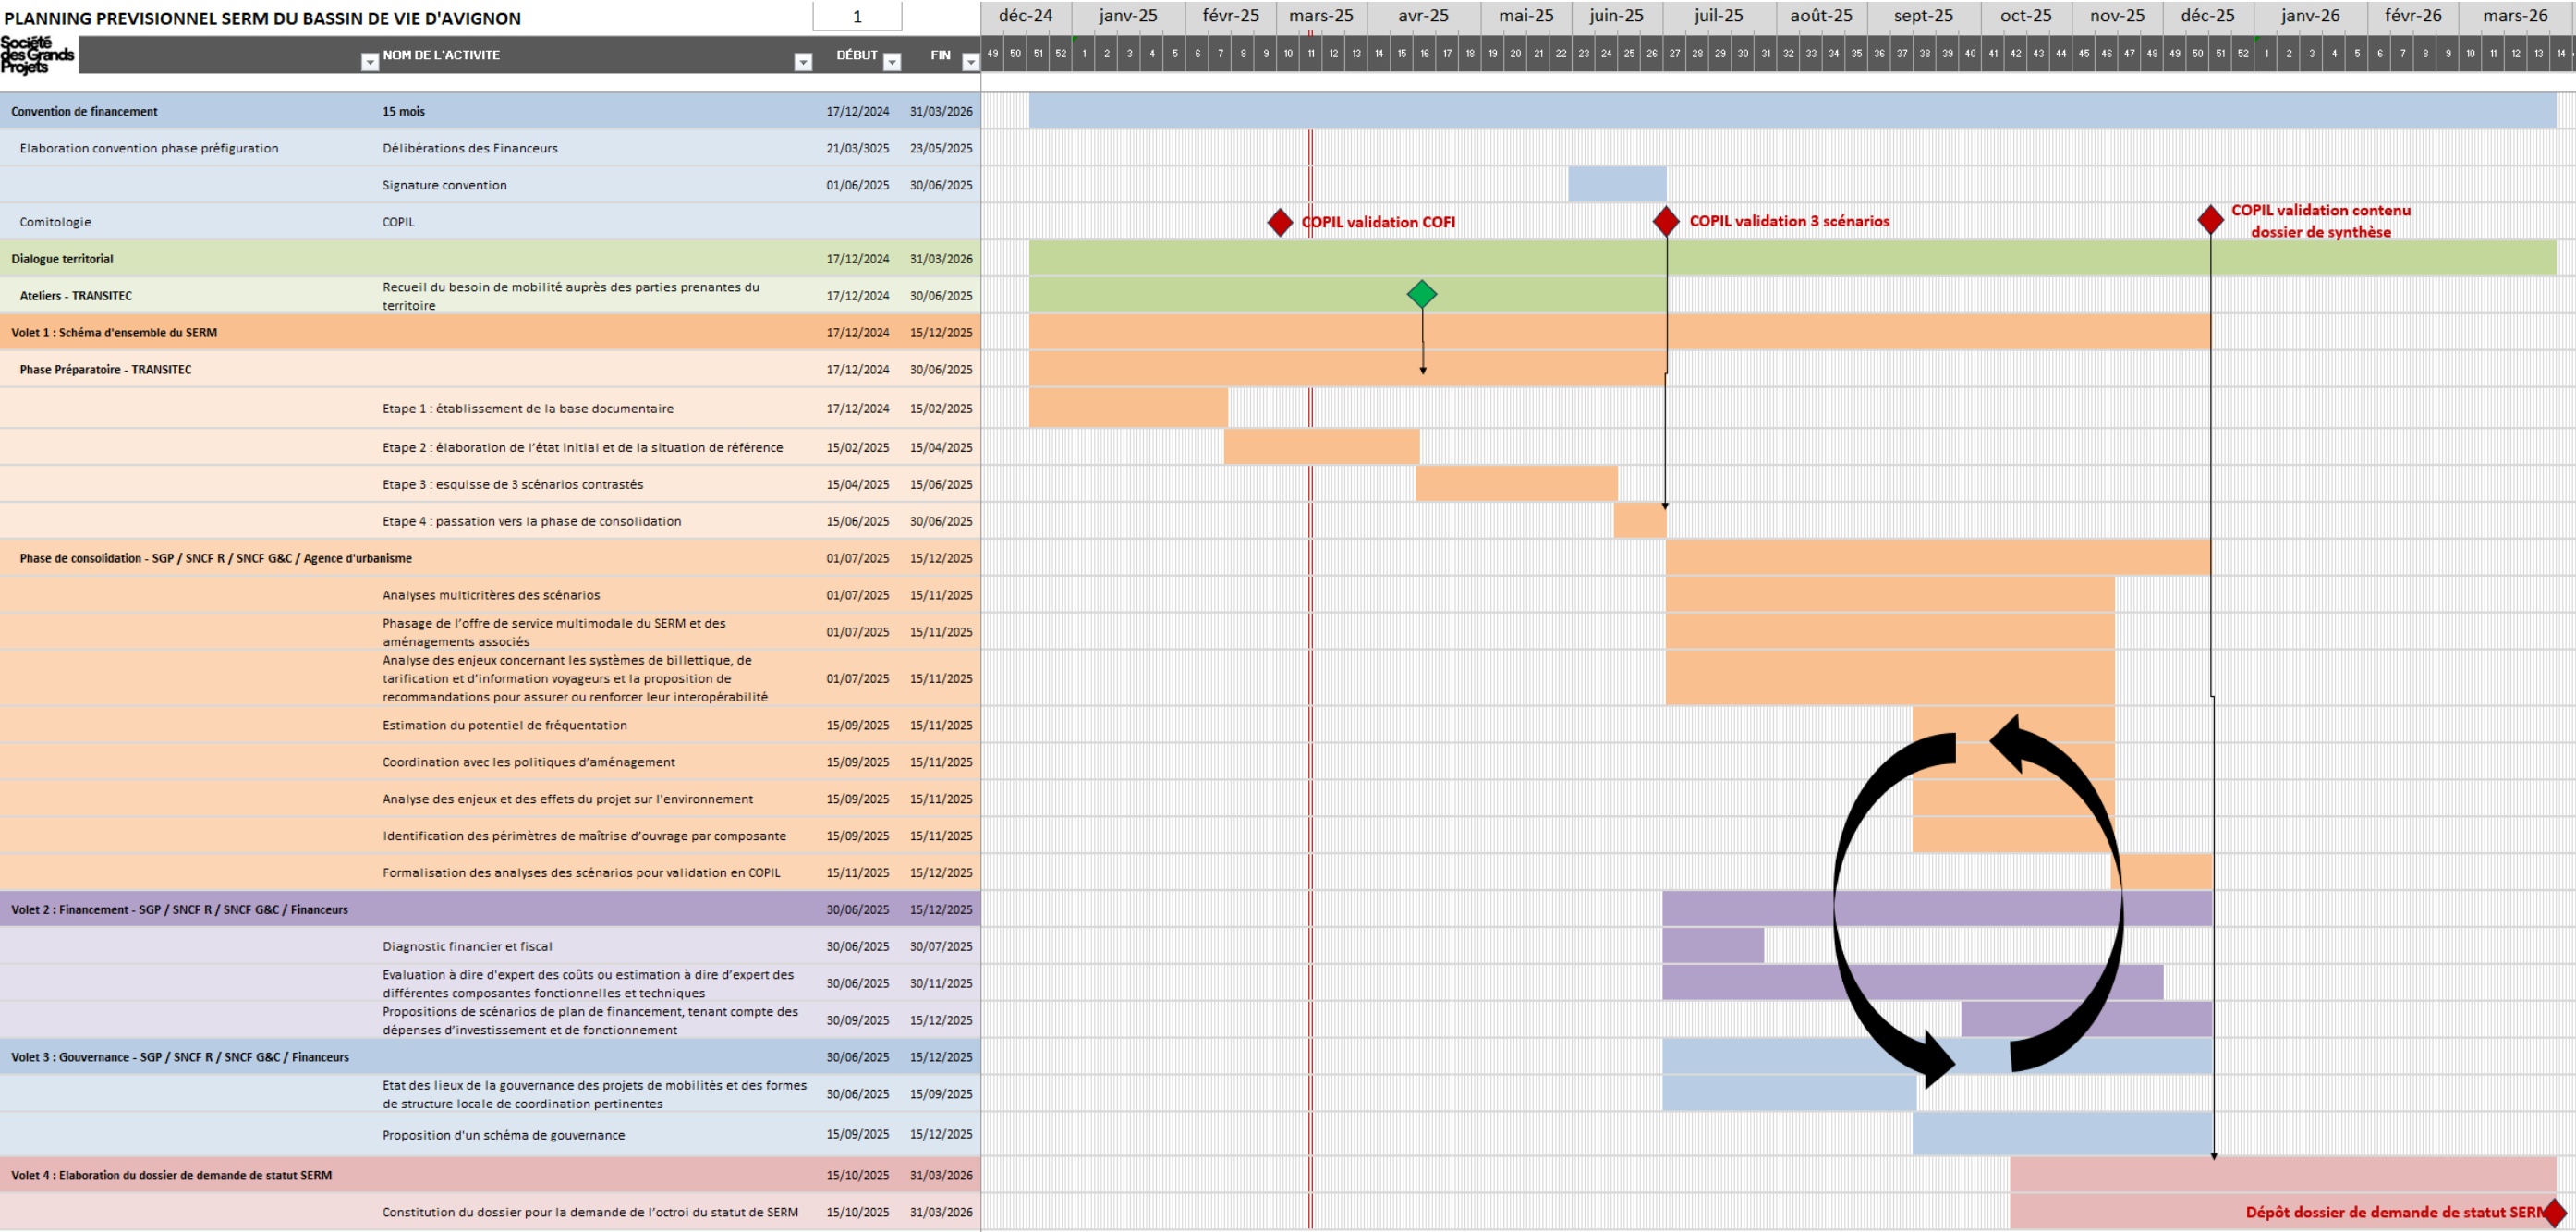 PLANNING PREVISIONNEL SERM DU BASSIN DE VIE D'AVIGNON
1
déc-24 janv-25 févr-25 mars-25 avr-25 mai-25 juin-25 juil-25 août-25 sept-25 oct-25 nov-25 déc-25 janv-26 févr-26 mars-26
Société
des Grands
Projets
NOM DE L'ACTIVITE DÉBUT FIN
49 50 51 52 1 2 3 4 5 6 7 8 9 10 11 12 13 14 15 16 17 18 19 20 21 22 23 24 25 26 27 28 29 30 31 32 33 34 35 36 37 38 39 40 41 42 43 44 45 46 47 48 49 50 51 52 1 2 3 4 5 6 7 8 9 10 11 12 13 14
Convention de financement 15 mois 17/12/2024 31/03/2026
Elaboration convention phase préfiguration Délibérations des Financeurs 21/03/3025 23/05/2025
Signature convention 01/06/2025 30/06/2025
Comitologie COPIL
COPIL validation COFI
COPIL validation 3 scénarios
COPIL validation contenu
dossier de synthèse
Dialogue territorial 17/12/2024 31/03/2026
Ateliers - TRANSITEC
Recueil du besoin de mobilité auprès des parties prenantes du
territoire
17/12/2024 30/06/2025
Volet 1 : Schéma d'ensemble du SERM 17/12/2024 15/12/2025
Phase Préparatoire - TRANSITEC 17/12/2024 30/06/2025
Etape 1 : établissement de la base documentaire 17/12/2024 15/02/2025
Etape 2 : élaboration de l'état initial et de la situation de référence 15/02/2025 15/04/2025
Etape 3 : esquisse de 3 scénarios contrastés 15/04/2025 15/06/2025
Etape 4 : passation vers la phase de consolidation 15/06/2025 30/06/2025
Phase de consolidation - SGP / SNCF R / SNCF G&C / Agence d'urbanisme 01/07/2025 15/12/2025
Analyses multicritères des scénarios 01/07/2025 15/11/2025
Phasage de l'offre de service multimodale du SERM et des
aménagements associés
01/07/2025 15/11/2025
Analyse des enjeux concernant les systèmes de billettique, de
tarification et d'information voyageurs et la proposition de
recommandations pour assurer ou renforcer leur interopérabilité
01/07/2025 15/11/2025
Estimation du potentiel de fréquentation 15/09/2025 15/11/2025
Coordination avec les politiques d'aménagement 15/09/2025 15/11/2025
Analyse des enjeux et des effets du projet sur l'environnement 15/09/2025 15/11/2025
Identification des périmètres de maîtrise d'ouvrage par composante 15/09/2025 15/11/2025
Formalisation des analyses des scénarios pour validation en COPIL 15/11/2025 15/12/2025
Volet 2 : Financement - SGP / SNCF R / SNCF G&C / Financeurs 30/06/2025 15/12/2025
Diagnostic financier et fiscal 30/06/2025 30/07/2025
Evaluation à dire d'expert des coûts ou estimation à dire d'expert des
différentes composantes fonctionnelles et techniques
30/06/2025 30/11/2025
Propositions de scénarios de plan de financement, tenant compte des
dépenses d'investissement et de fonctionnement
30/09/2025 15/12/2025
Volet 3 : Gouvernance - SGP / SNCF R / SNCF G&C / Financeurs 30/06/2025 15/12/2025
Etat des lieux de la gouvernance des projets de mobilités et des formes
de structure locale de coordination pertinentes
30/06/2025 15/09/2025
Proposition d'un schéma de gouvernance 15/09/2025 15/12/2025
Volet 4 : Elaboration du dossier de demande de statut SERM 15/10/2025 31/03/2026
Constitution du dossier pour la demande de l'octroi du statut de SERM 15/10/2025 31/03/2026
Dépôt dossier de demande de statut SERM